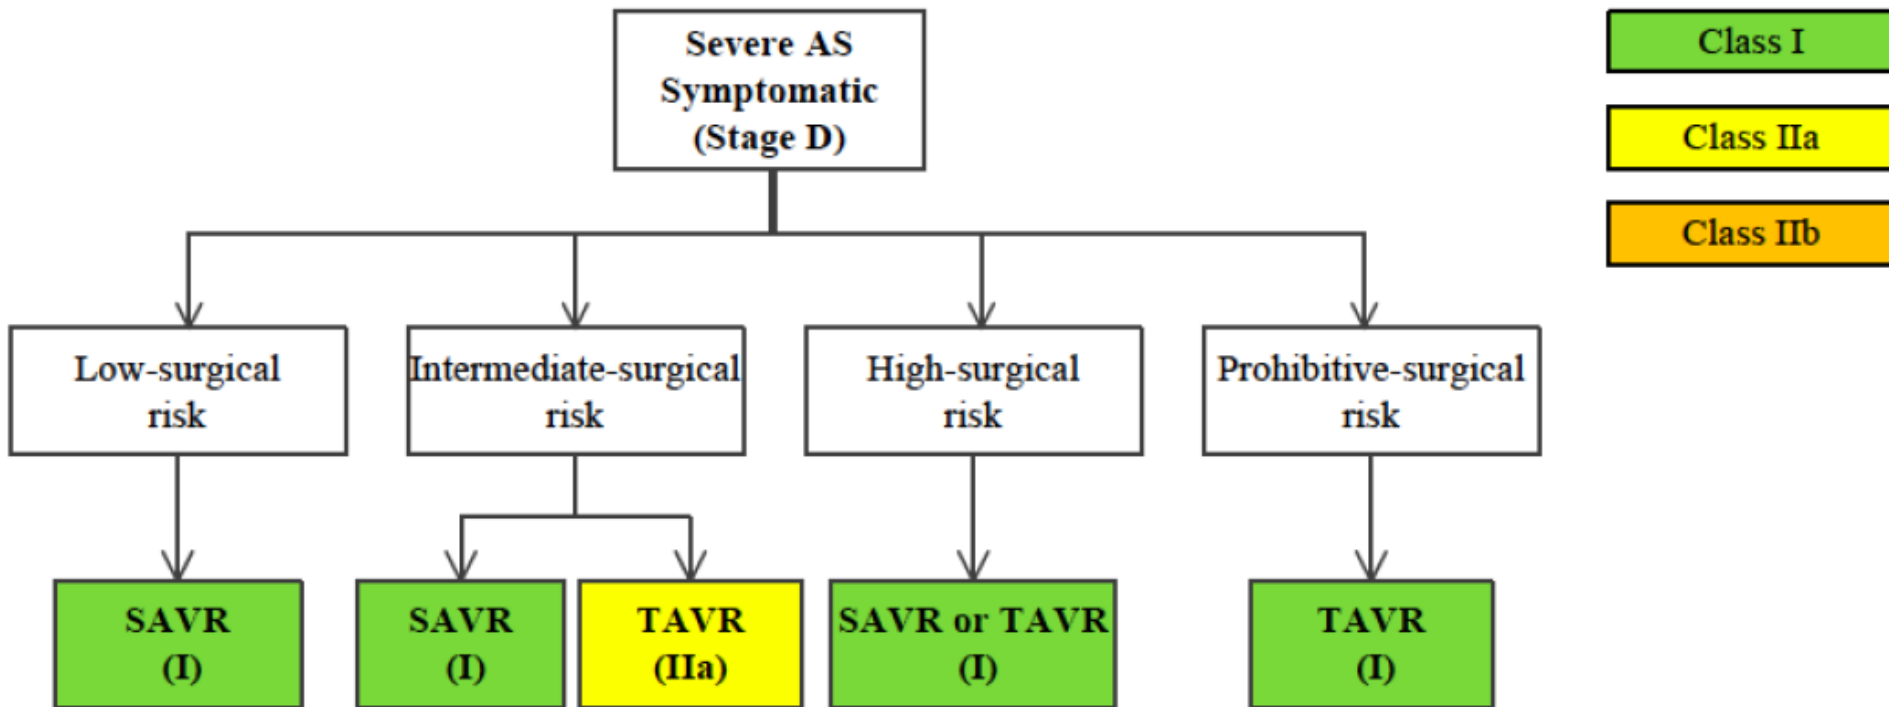 Severe AS
Symptomatic
(Stage D)
Class I
Class IIa
Class IIb
Low-surgical
risk
Intermediate-surgical
risk
High-surgical
risk
Prohibitive-surgical
risk
SAVR
(I)
SAVR
(I)
TAVR
(IIa)
SAVR or TAVR
(I)
TAVR
(I)